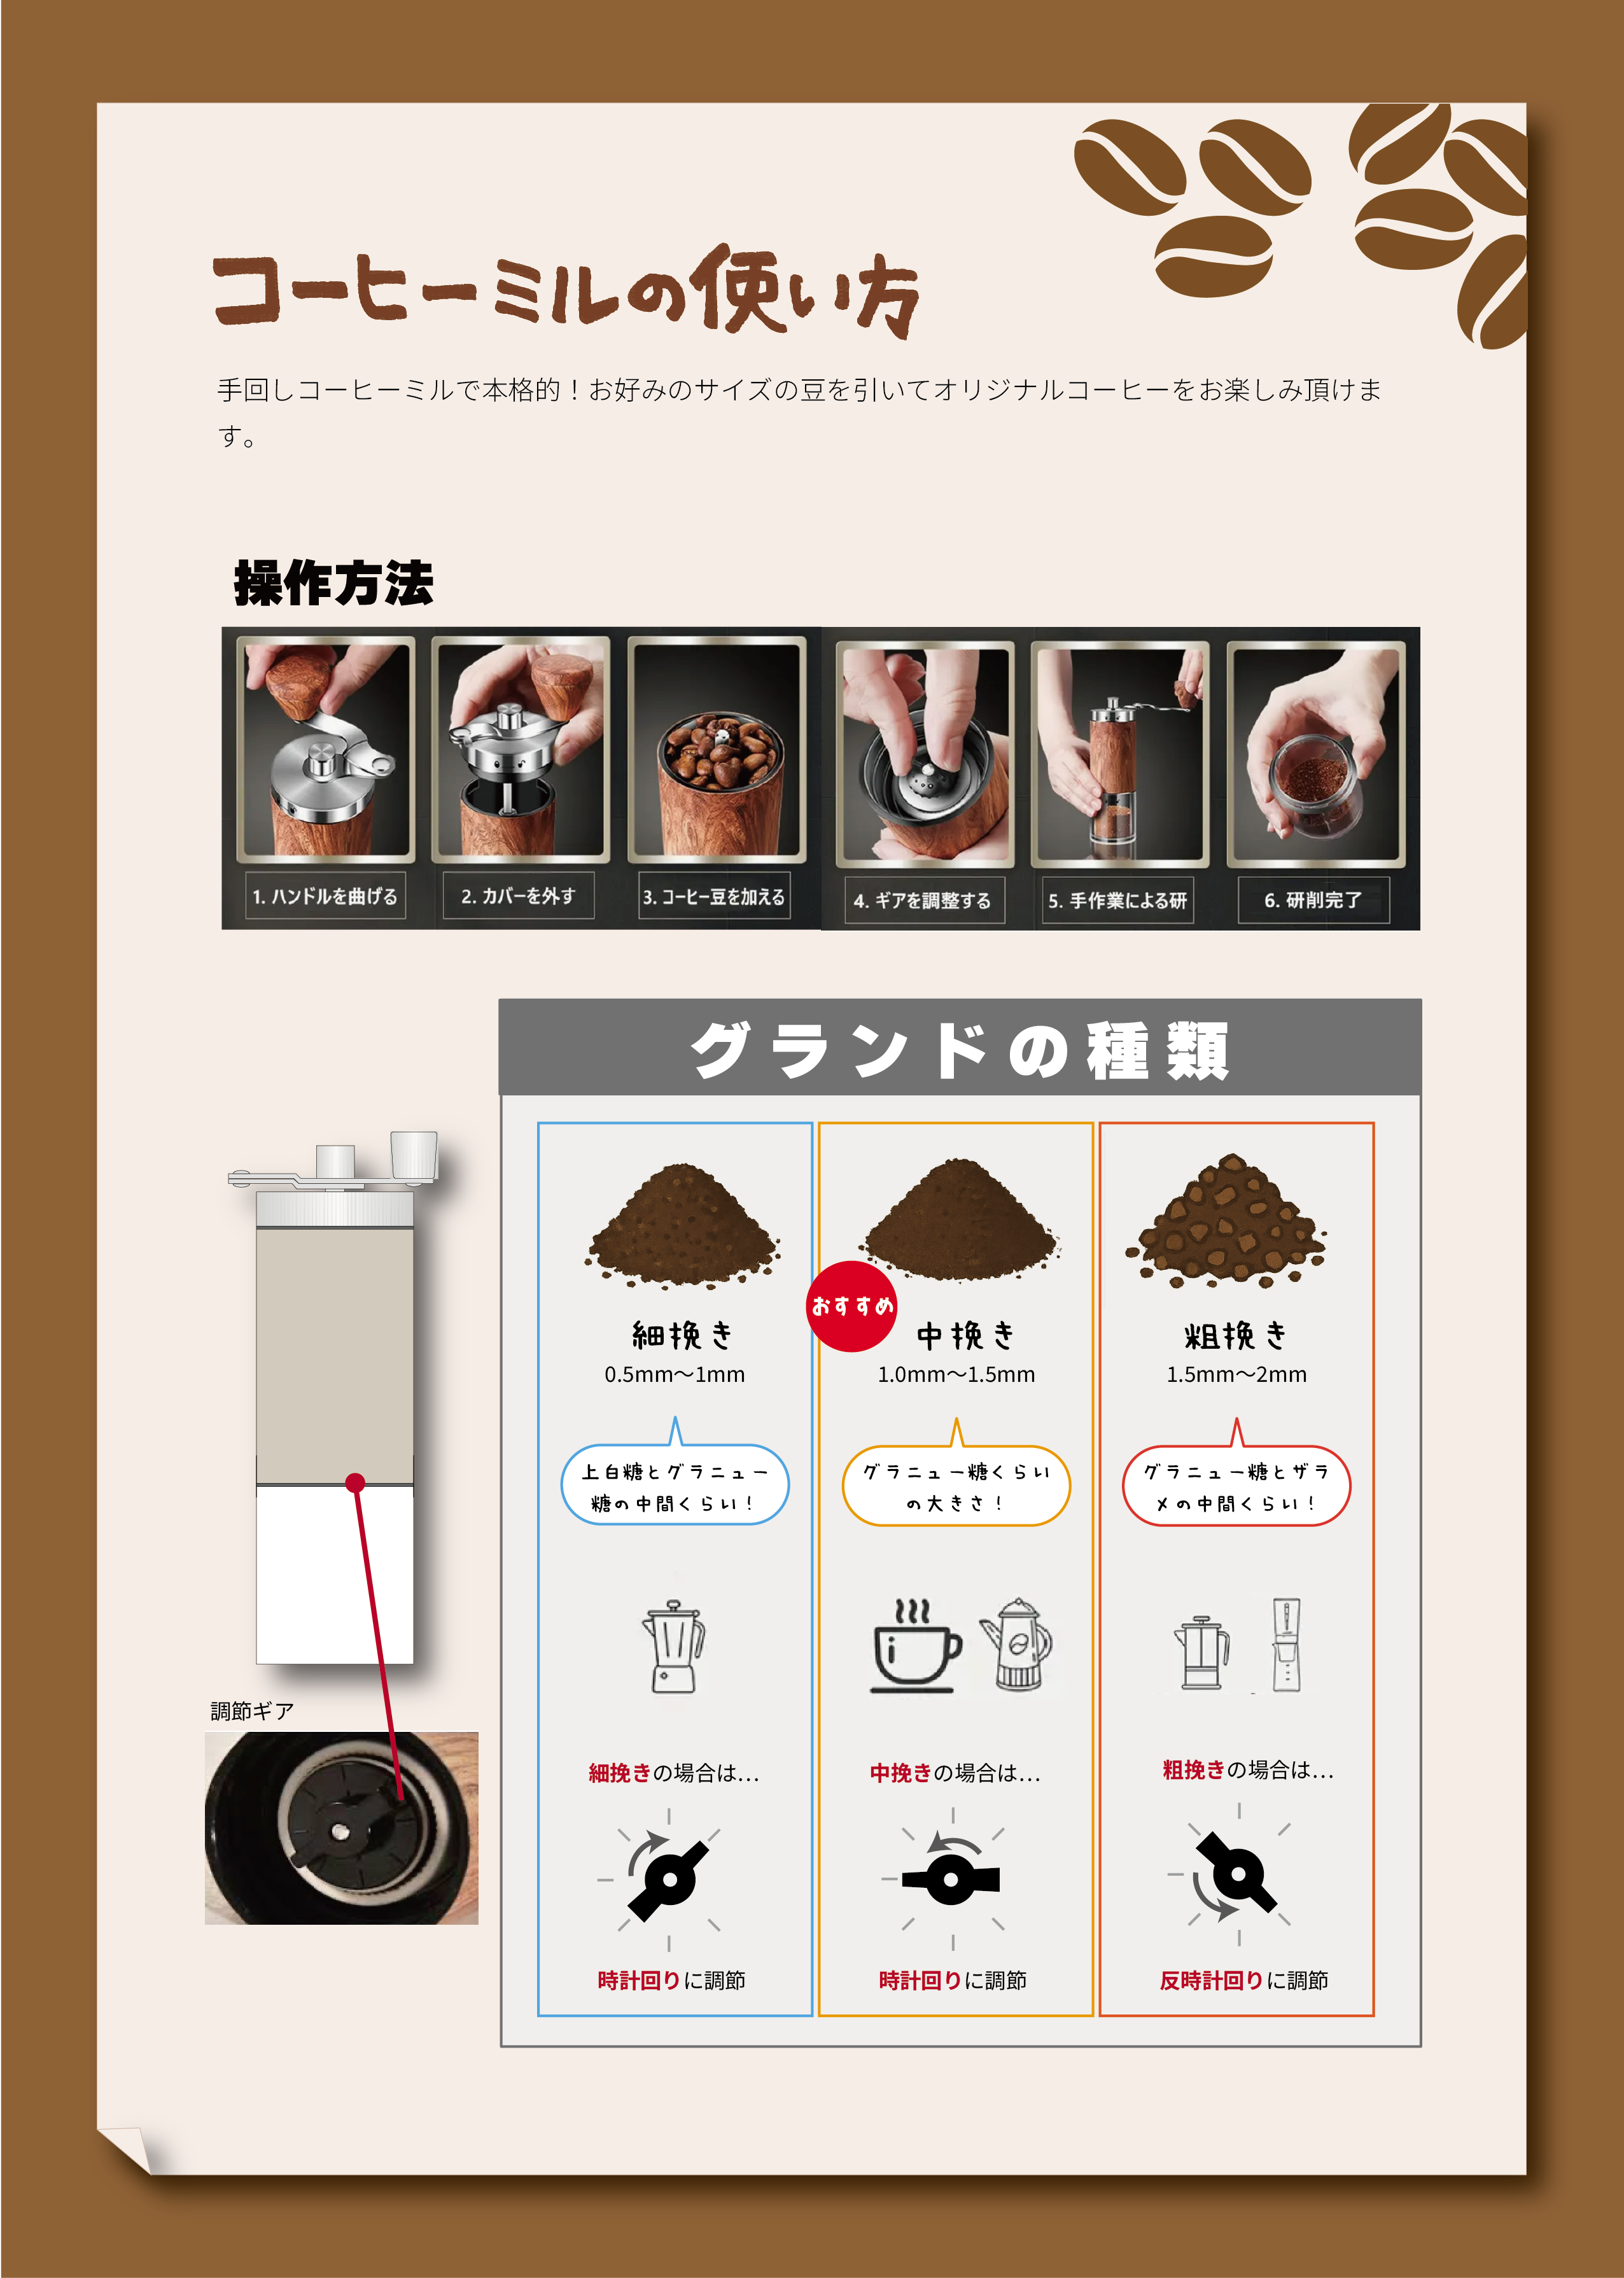 コーヒーミルの使い方
手回しコーヒーミルで本格的！お好みのサイズの豆を引いてオリジナルコーヒーをお楽しみ頂けま
す。
操作方法
1. ハンドルを曲げる
2. カバーを外す
3. コーヒー豆を加える
4. ギアを調整する
5. 手作業による研
6. 研削完了
グランドの種類
おすすめ
細挽き
0.5mm〜1mm
上白糖とグラニュー
糖の中間くらい！
細挽きの場合は…
時計回りに調節
中挽き
1.0mm〜1.5mm
グラニュー糖くらい
の大きさ！
中挽きの場合は…
時計回りに調節
粗挽き
1.5mm〜2mm
グラニュー糖とザラ
メの中間くらい！
粗挽きの場合は…
反時計回りに調節
調節ギア